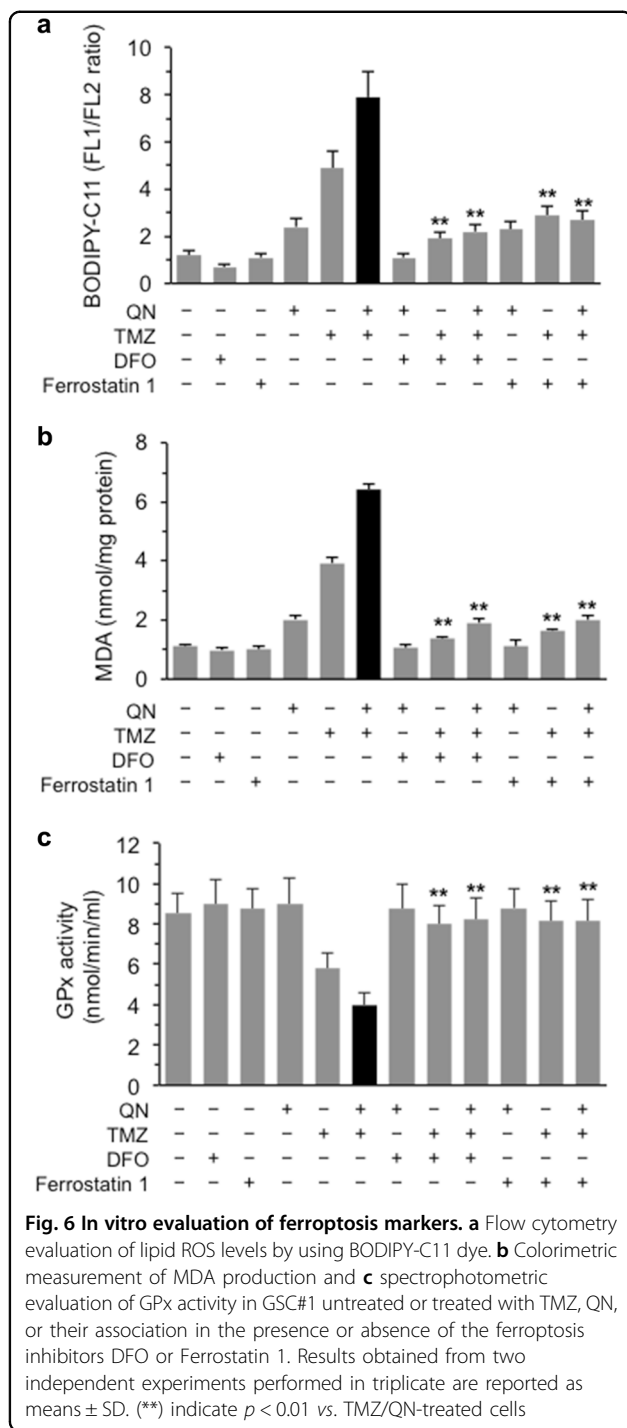 a
BODIPY-C11 (FL1/FL2 ratio)
10
8
6
4
2
0
** ** ** **
QN – – – + – + + – + + – +
TMZ – – – – + + – + + – + +
DFO – + – – – – + + + – – –
Ferrostatin 1 – – + – – – – – – + + +
b
MDA (nmol/mg protein)
8
6
4
2
0
** ** ** **
QN – – – + – + + – + + – +
TMZ – – – – + + – + + – + +
DFO – + – – – – + + + – – –
Ferrostatin 1 – – + – – – – – – + + +
c
GPx activity
(nmol/min/ml)
12
10
8
6
4
2
0
** ** ** **
QN – – – + – + + – + + – +
TMZ – – – – + + – + + – + +
DFO – + – – – – + + + – – –
Ferrostatin 1 – – + – – – – – – + + +
Fig. 6 In vitro evaluation of ferroptosis markers. a Flow cytometry
evaluation of lipid ROS levels by using BODIPY-C11 dye. b Colorimetric
measurement of MDA production and c spectrophotometric
evaluation of GPx activity in GSC#1 untreated or treated with TMZ, QN,
or their association in the presence or absence of the ferroptosis
inhibitors DFO or Ferrostatin 1. Results obtained from two
independent experiments performed in triplicate are reported as
means ± SD. (**) indicate p < 0.01 vs. TMZ/QN-treated cells